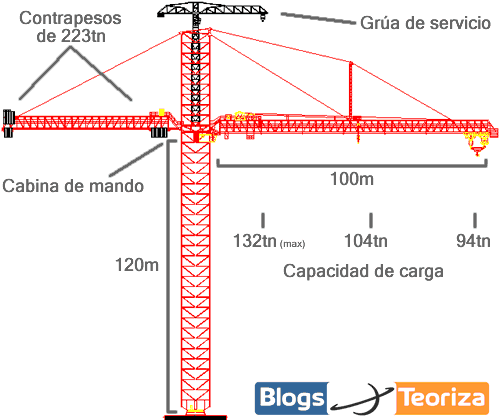 Contrapesos
de 223tn
Grúa de servicio
Cabina de mando
100m
132tn (max)
104tn
94tn
120m
Capacidad de carga
Blogs
Teoriza